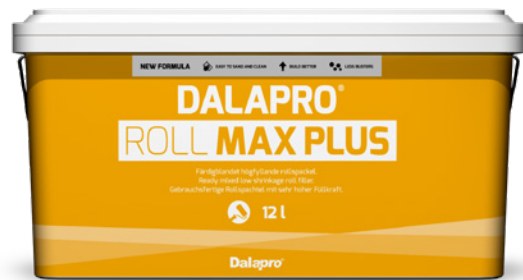 NEW FORMULA EASY TO SAND AND CLEAN BUILD BETTER LESS BLISTERS
DALAPRO®
ROLL MAX PLUS
Färdigblandat högfyllande rollspackel.
Ready mixed low shrinkage roll filler.
Gebrauchsfertige Rollspachtel mit sehr hoher Füllkraft.
12 l
Dalapro®